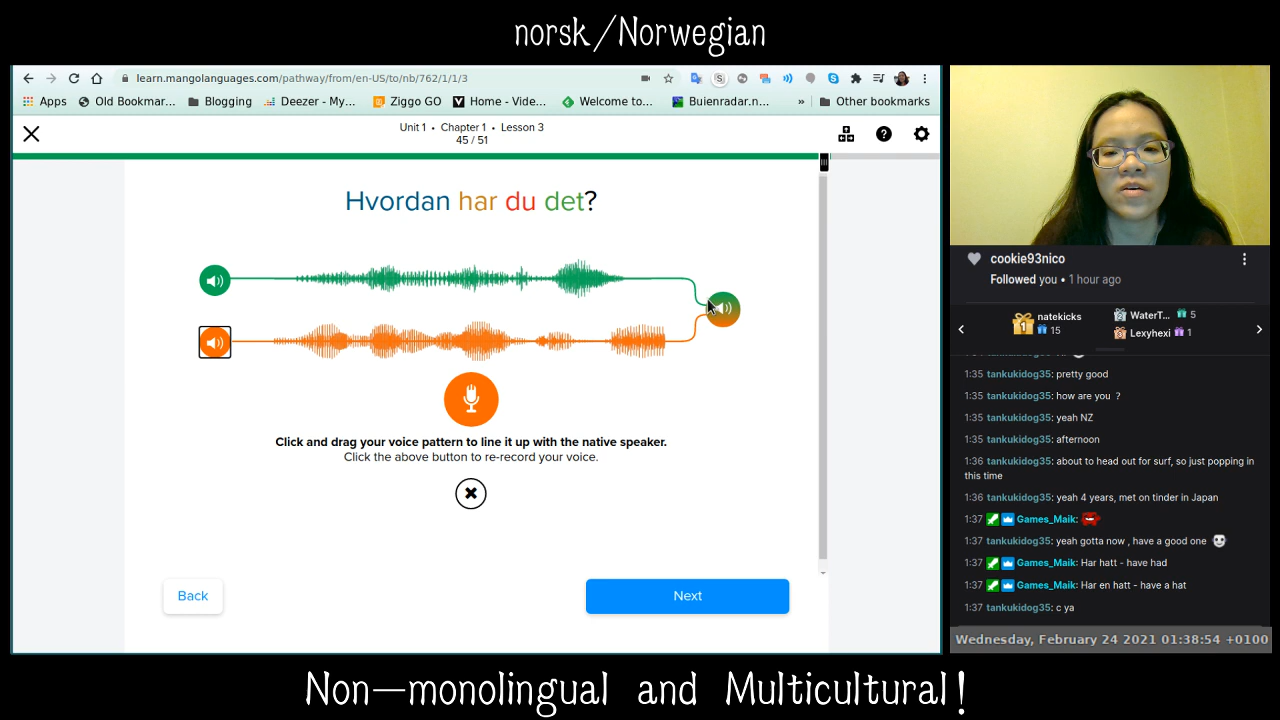 norsk/Norwegian
learn.mangolanguages.com/pathway/from/en-US/to/nb/762/1/1/3
Apps
Old Bookmar...
Blogging
Deezer - My...
Ziggo GO
Home - Vide...
Welcome to...
Buienradar.n...
»
Other bookmarks
Unit 1 • Chapter 1 • Lesson 3
45 / 51
Hvordan har du det?
Click and drag your voice pattern to line it up with the native speaker.
Click the above button to re-record your voice.
Back
Next
cookie93nico
Followed you • 1 hour ago
natekicks
15
WaterT... 5
Lexyhexi 1
1:35 tankukidog35: pretty good
1:35 tankukidog35: how are you ?
1:35 tankukidog35: yeah NZ
1:35 tankukidog35: afternoon
1:36 tankukidog35: about to head out for surf, so just popping in
this time
1:36 tankukidog35: yeah 4 years, met on tinder in Japan
1:37 Games_Maik:
1:37 tankukidog35: yeah gotta now , have a good one
1:37 Games_Maik: Har hatt - have had
1:37 Games_Maik: Har en hatt - have a hat
1:37 tankukidog35: c ya
Wednesday, February 24 2021 01:38:54 +0100
Non-monolingual and Multicultural!